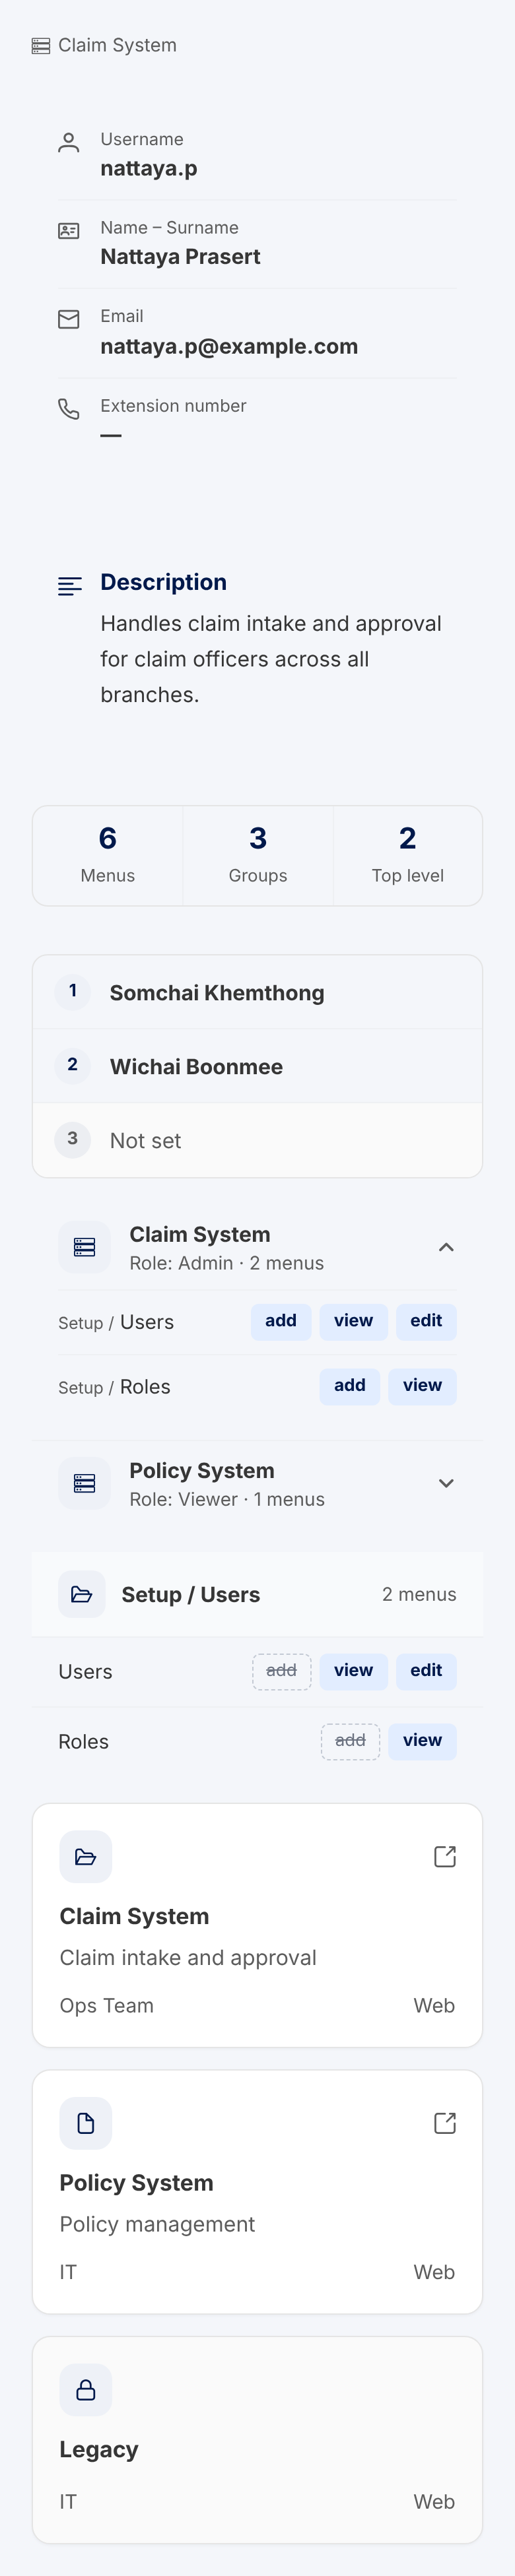 Claim System
Username
nattaya.p
Name – Surname
Nattaya Prasert
Email
nattaya.p@example.com
Extension number
—
Description
Handles claim intake and approval
for claim officers across all
branches.
6 3 2
Menus Groups Top level
1 Somchai Khemthong
2 Wichai Boonmee
3 Not set
Claim System
Role: Admin · 2 menus
Setup / Users add view edit
Setup / Roles add view
Policy System
Role: Viewer · 1 menus
Setup / Users 2 menus
Users add view edit
Roles add view
Claim System
Claim intake and approval
Ops Team Web
Policy System
Policy management
IT Web
Legacy
IT Web